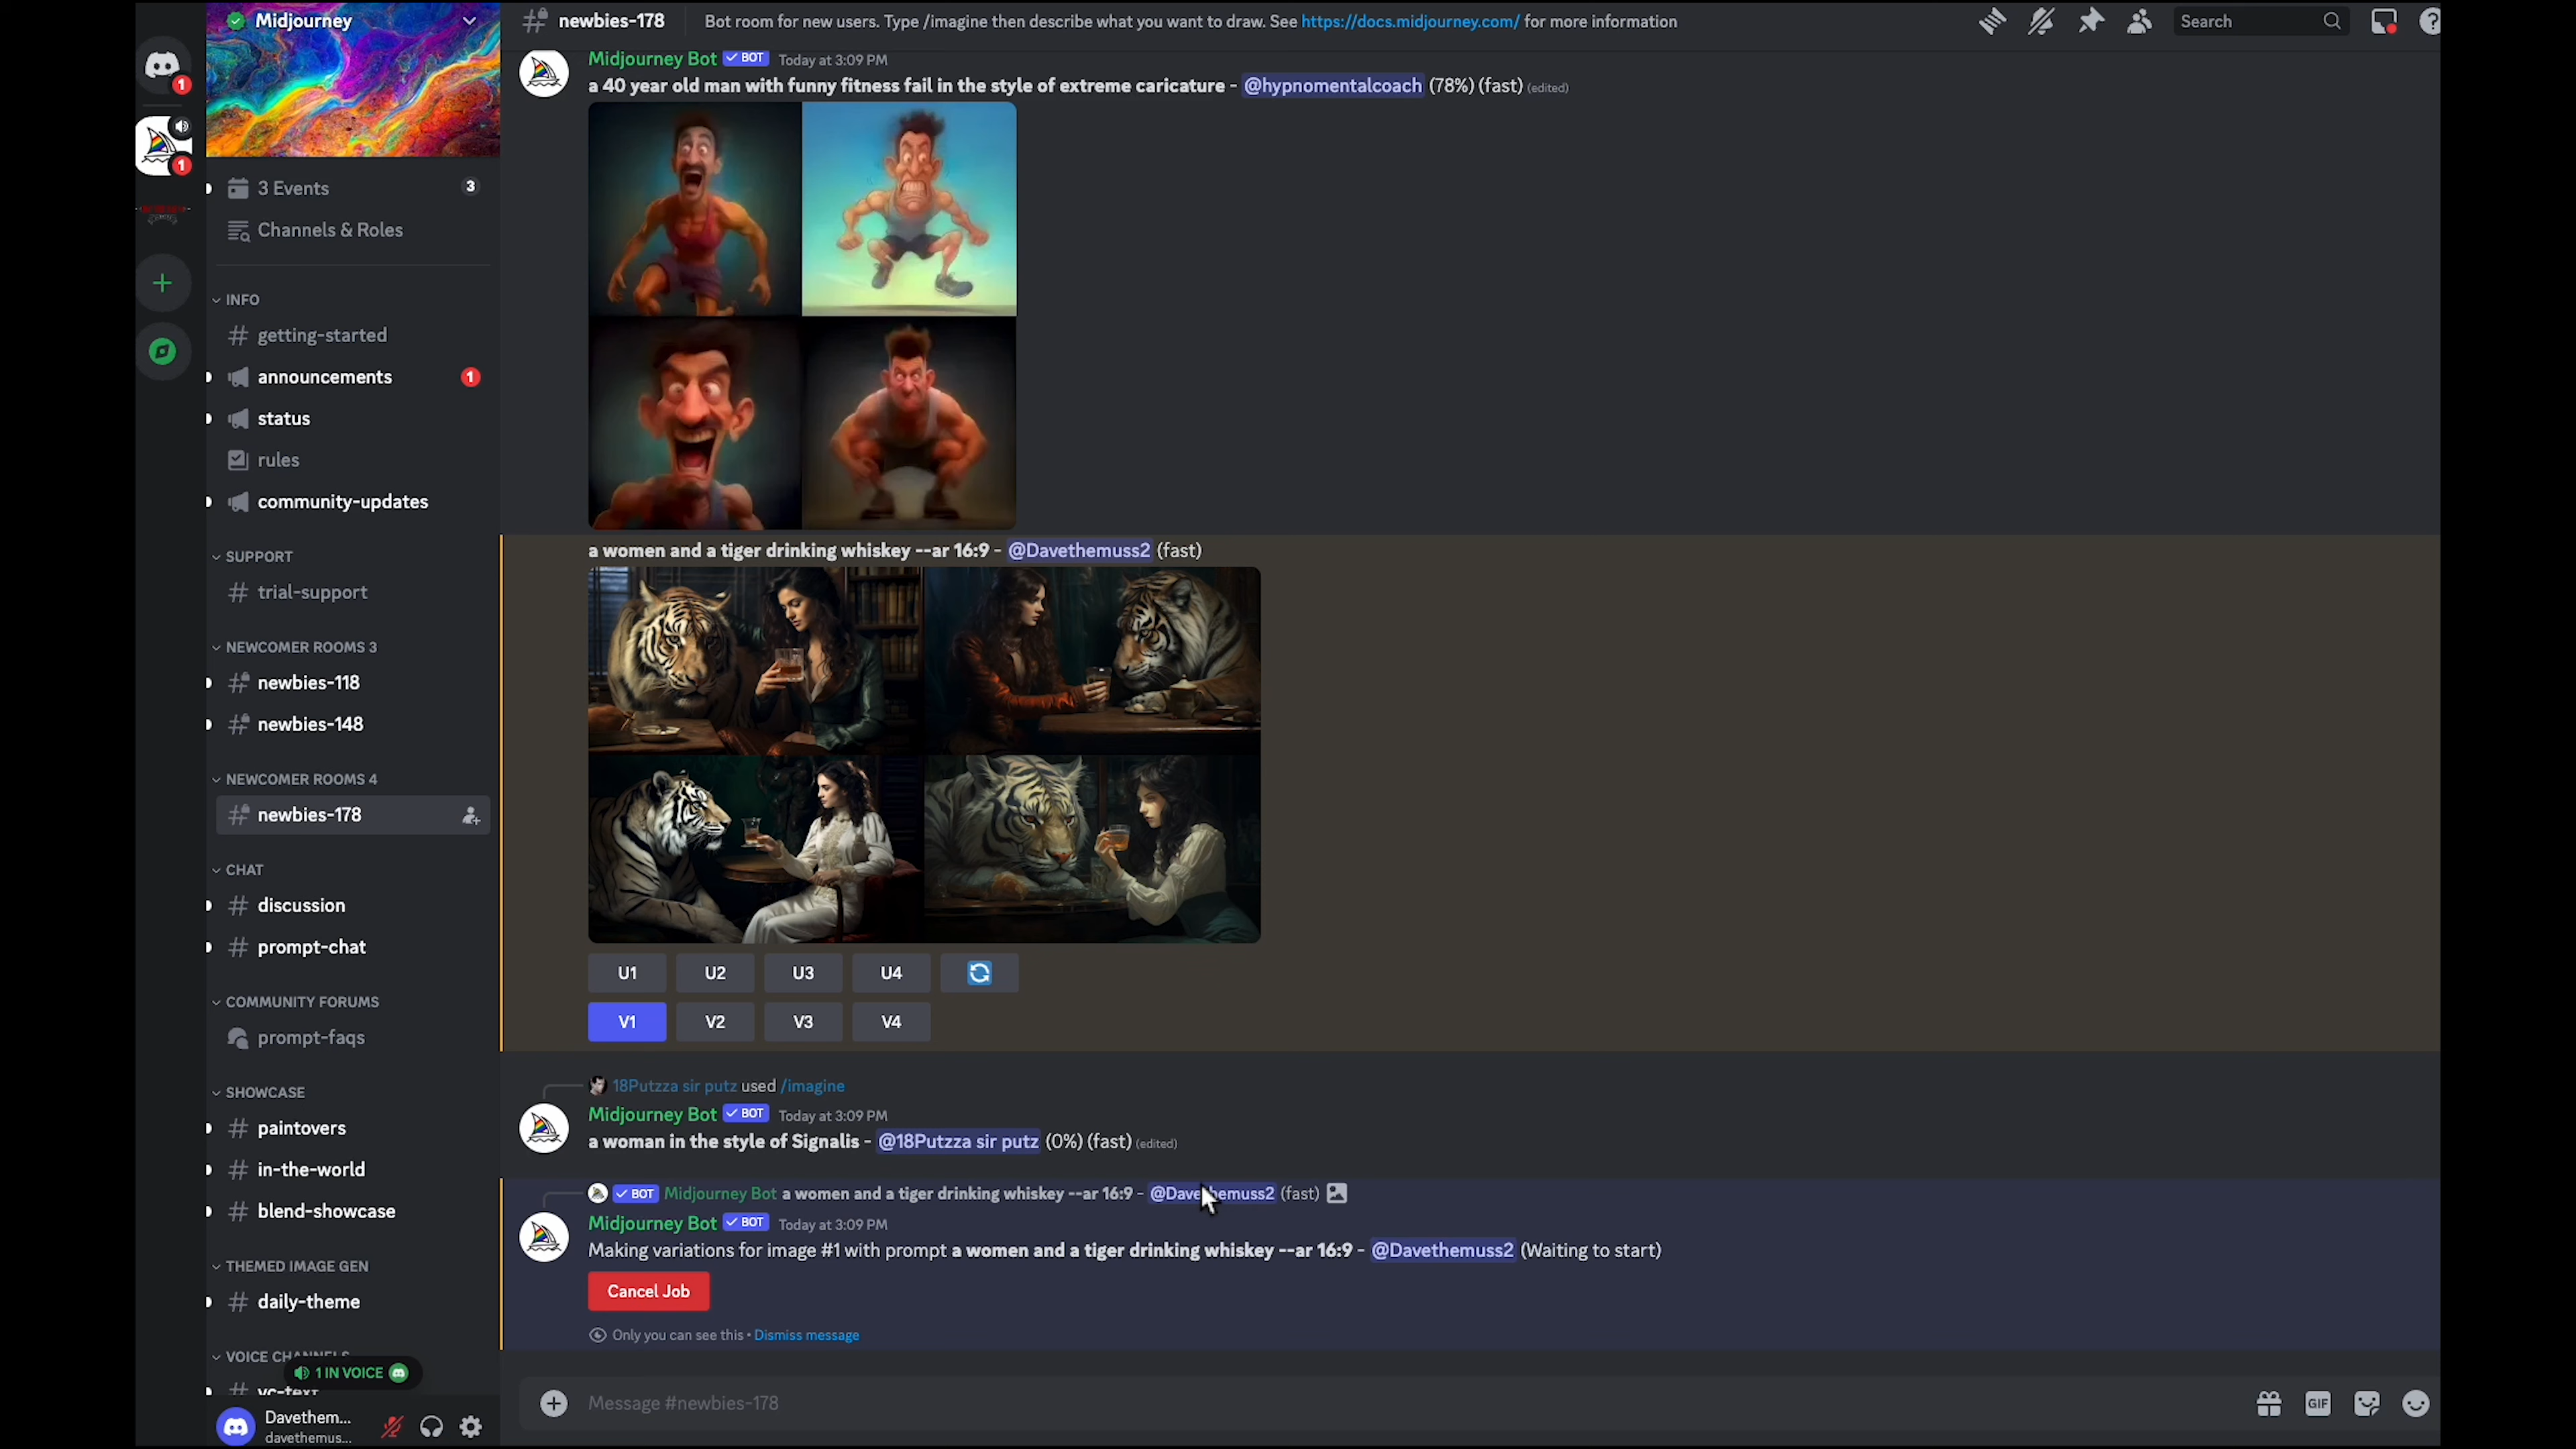 Midjourney
newbies-178
Bot room for new users. Type /imagine then describe what you want to draw. See https://docs.midjourney.com/ for more information
Search
1
1
3 Events
3
Channels & Roles
INFO
getting-started
announcements
1
status
rules
community-updates
SUPPORT
trial-support
NEWCOMER ROOMS 3
newbies-118
newbies-148
NEWCOMER ROOMS 4
newbies-178
CHAT
discussion
prompt-chat
COMMUNITY FORUMS
prompt-faqs
SHOWCASE
paintovers
in-the-world
blend-showcase
THEMED IMAGE GEN
daily-theme
VOICE CHANNELS
1 IN VOICE
vc-text
Davethem...
davethemus...
Midjourney Bot BOT Today at 3:09 PM
a 40 year old man with funny fitness fail in the style of extreme caricature - @hypnomentalcoach (78%) (fast) (edited)
a women and a tiger drinking whiskey --ar 16:9 - @Davethemuss2 (fast)
U1 U2 U3 U4
V1 V2 V3 V4
18Putzza sir putz used /imagine
Midjourney Bot BOT Today at 3:09 PM
a woman in the style of Signalis - @18Putzza sir putz (0%) (fast) (edited)
BOT Midjourney Bot a women and a tiger drinking whiskey --ar 16:9 - @Davethemuss2 (fast)
Midjourney Bot BOT Today at 3:09 PM
Making variations for image #1 with prompt a women and a tiger drinking whiskey --ar 16:9 - @Davethemuss2 (Waiting to start)
Cancel Job
Only you can see this • Dismiss message
Message #newbies-178
GIF